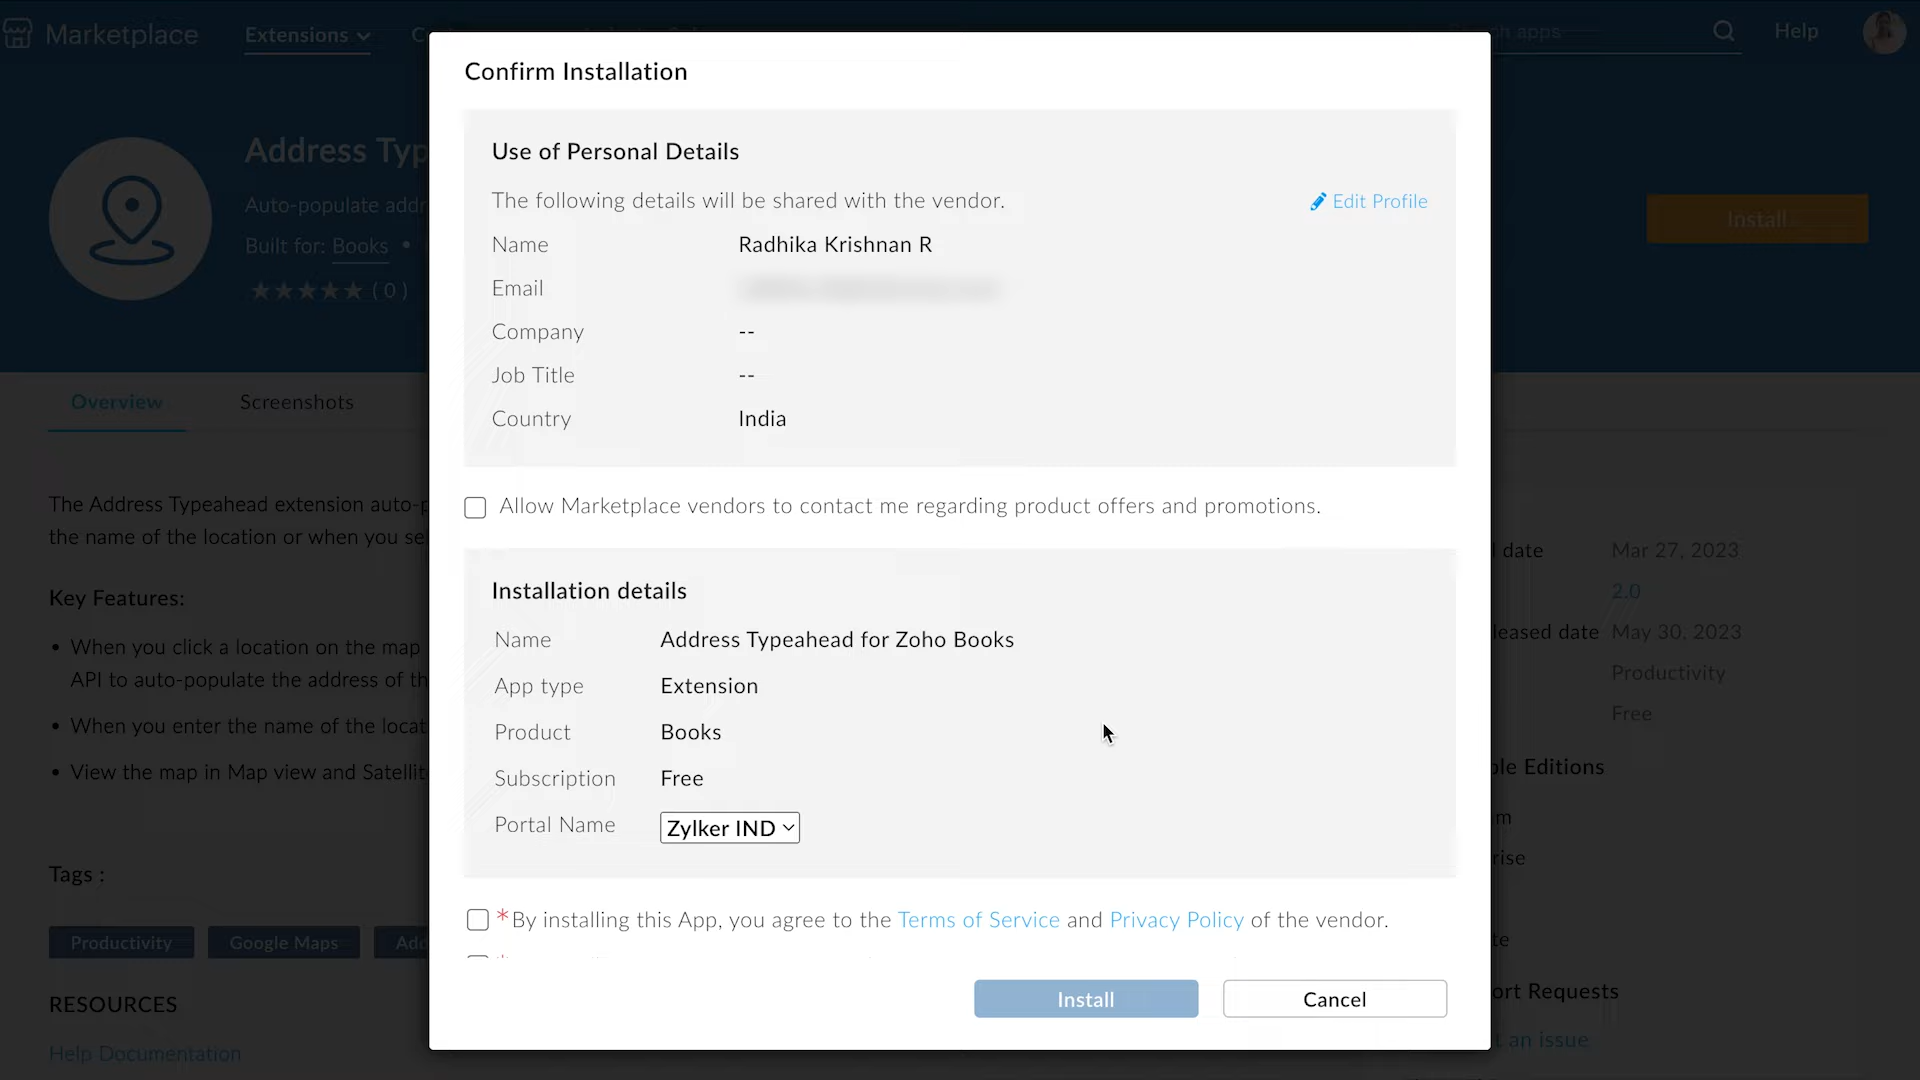 Marketplace
Extensions
Help
Confirm Installation
Use of Personal Details
The following details will be shared with the vendor.
Edit Profile
Name Radhika Krishnan R
Email
Company --
Job Title --
Country India
Allow Marketplace vendors to contact me regarding product offers and promotions.
Installation details
Name Address Typeahead for Zoho Books
App type Extension
Product Books
Subscription Free
Portal Name Zylker IND
*By installing this App, you agree to the Terms of Service and Privacy Policy of the vendor.
Install Cancel
Address Typ
Auto-populate addr
Built for: Books •
( 0 )
Install
Overview Screenshots
The Address Typeahead extension auto-p
the name of the location or when you se
Key Features:
• When you click a location on the map
API to auto-populate the address of th
• When you enter the name of the locat
• View the map in Map view and Satellit
Tags :
Productivity Google Maps Add
RESOURCES
Help Documentation
l date Mar 27, 2023
2.0
leased date May 30, 2023
Productivity
Free
ble Editions
m
rise
te
ort Requests
t an issue